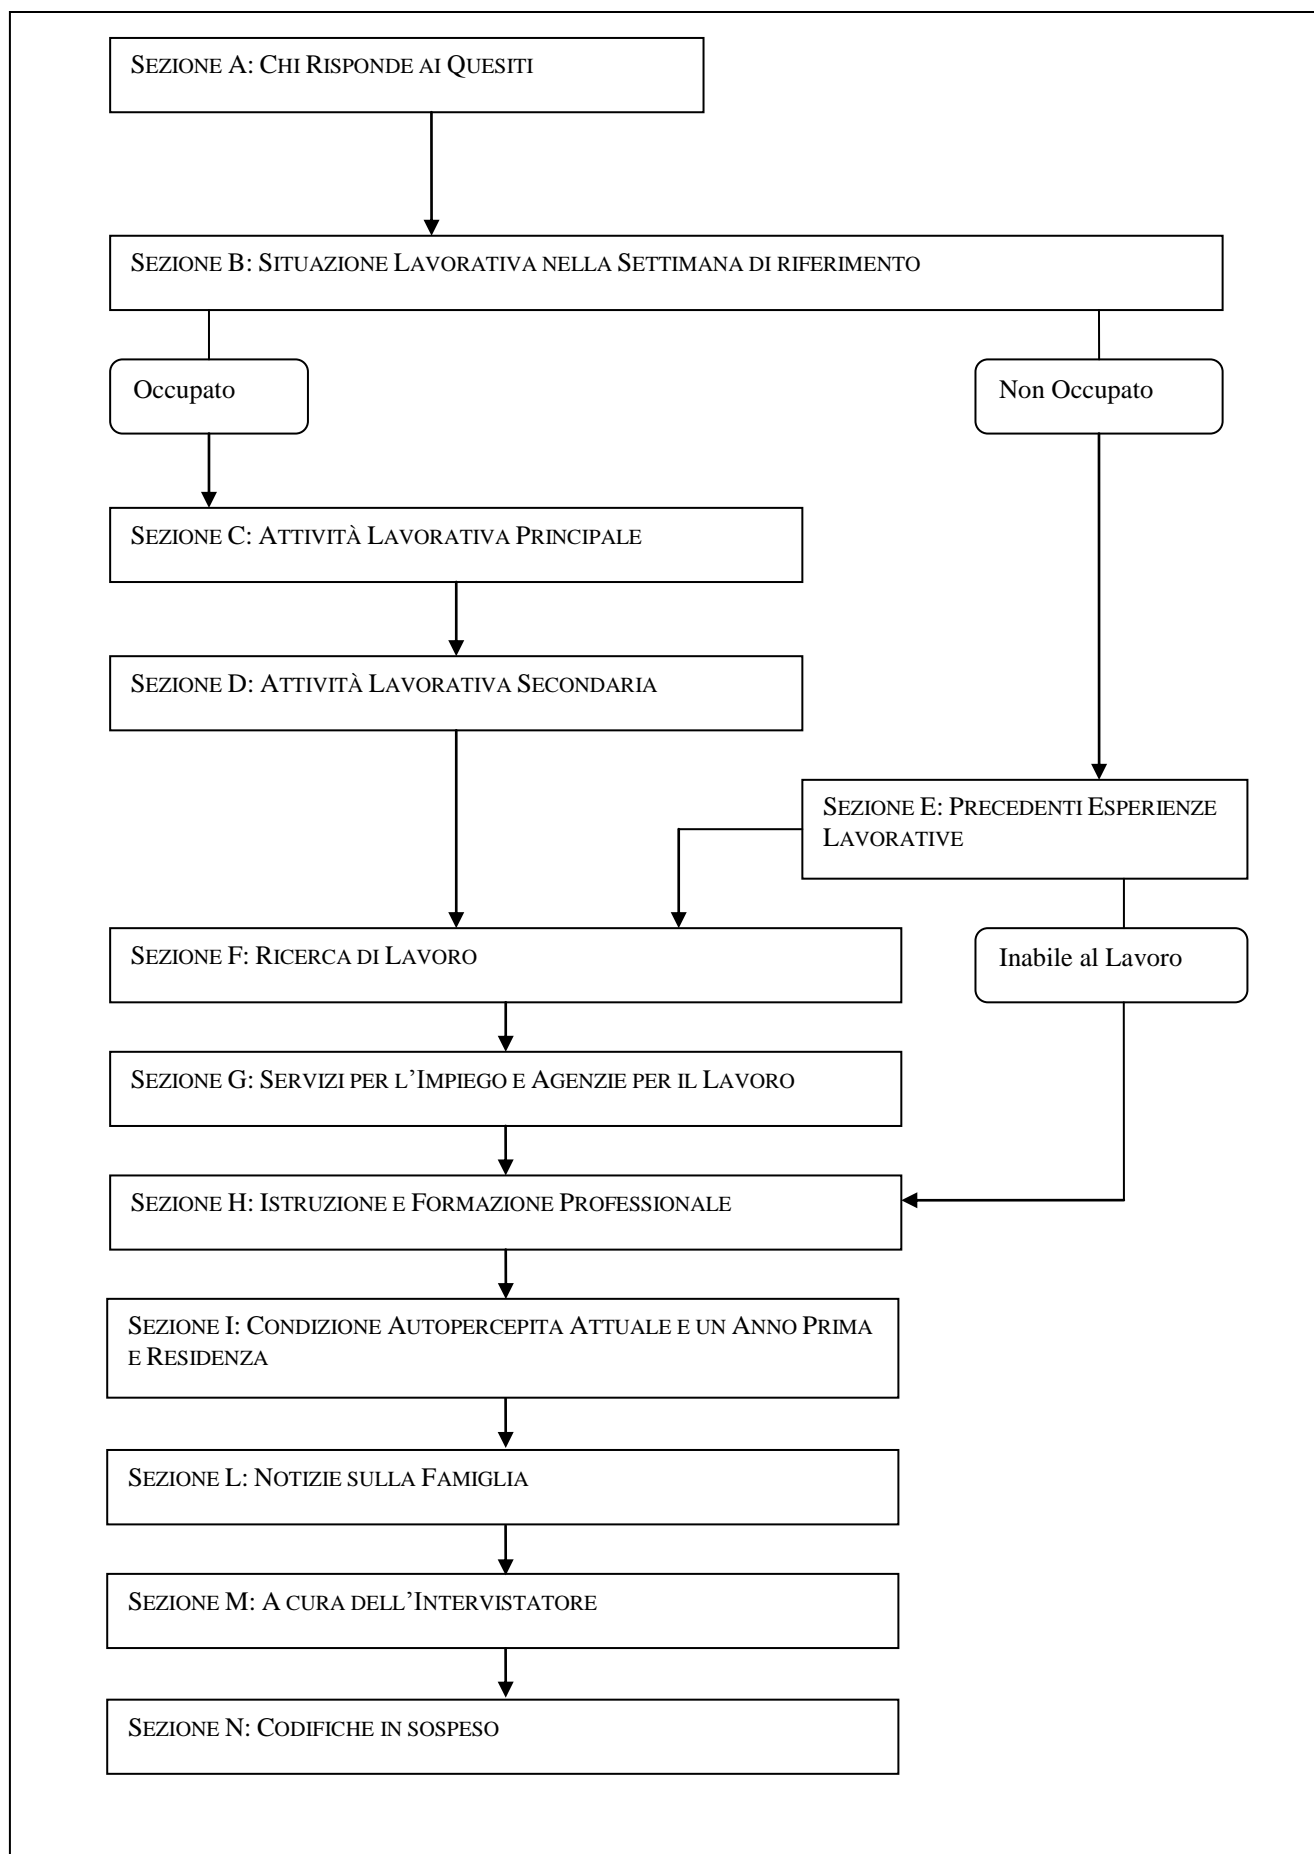 SEZIONE A: CHI RISPONDE AI QUESITI
SEZIONE B: SITUAZIONE LAVORATIVA NELLA SETTIMANA DI RIFERIMENTO
Occupato
Non Occupato
SEZIONE C: ATTIVITÀ LAVORATIVA PRINCIPALE
SEZIONE D: ATTIVITÀ LAVORATIVA SECONDARIA
SEZIONE E: PRECEDENTI ESPERIENZE
LAVORATIVE
SEZIONE F: RICERCA DI LAVORO
Inabile al Lavoro
SEZIONE G: SERVIZI PER L’IMPIEGO E AGENZIE PER IL LAVORO
SEZIONE H: ISTRUZIONE E FORMAZIONE PROFESSIONALE
SEZIONE I: CONDIZIONE AUTOPERCEPITA ATTUALE E UN ANNO PRIMA
E RESIDENZA
SEZIONE L: NOTIZIE SULLA FAMIGLIA
SEZIONE M: A CURA DELL’INTERVISTATORE
SEZIONE N: CODIFICHE IN SOSPESO